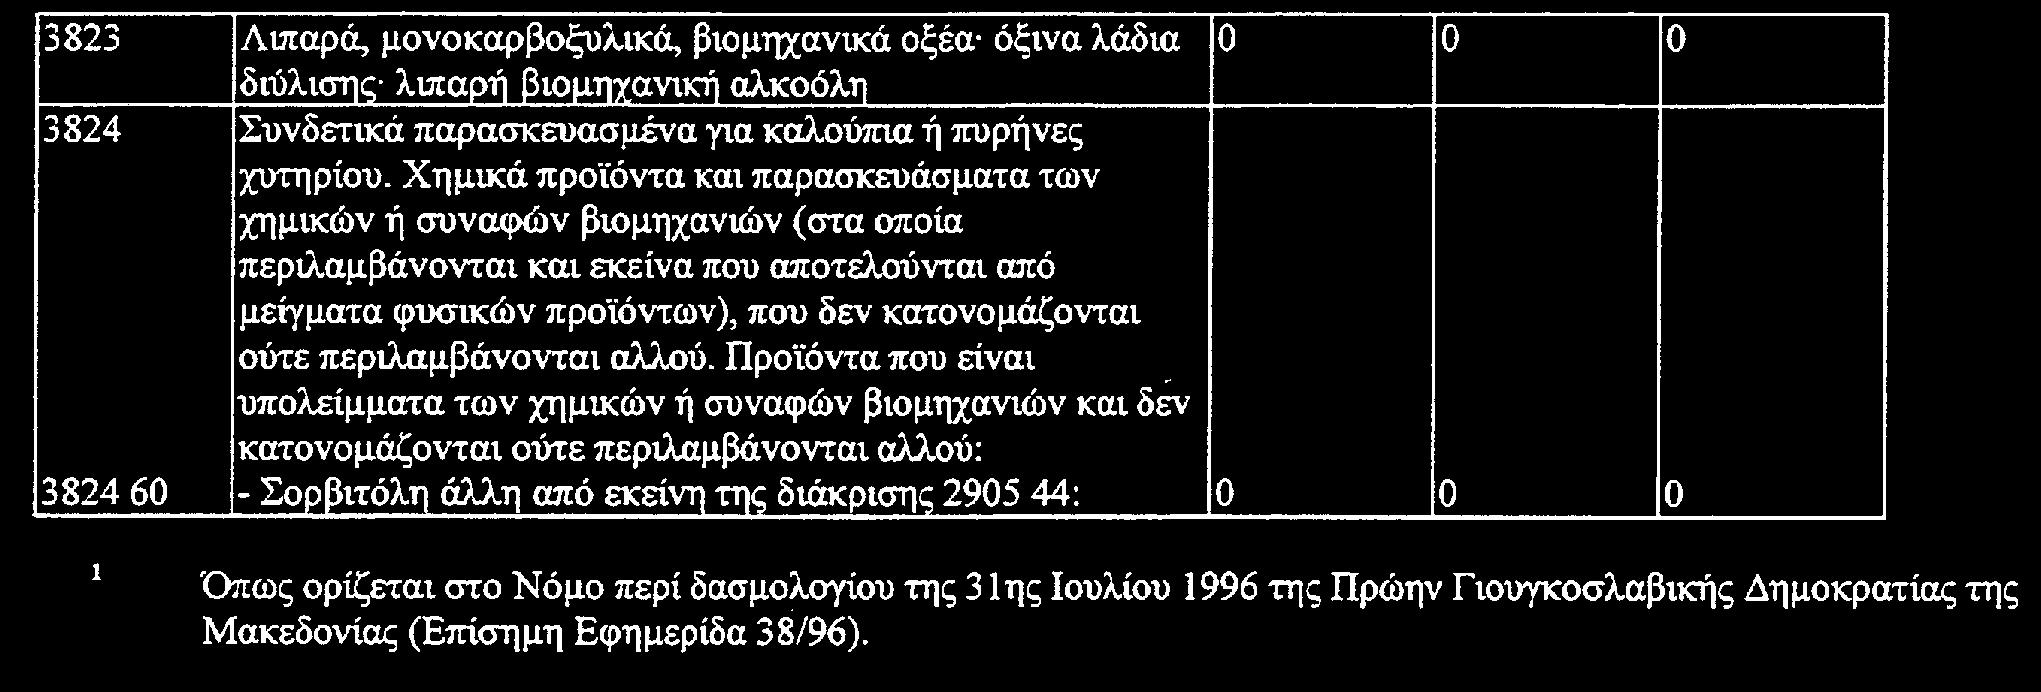 3823 Λιπαρά, μονοκαρβοξυλικά, βιομηχανικά οξέα· όξινα λάδια 0 0 0
διύλισης· λιπαρή βιομηχανική αλκοόλη
3824 Συνδετικά παρασκευασμένα για καλούπια ή πυρήνες
χυτηρίου. Χημικά προϊόντα και παρασκευάσματα των
χημικών ή συναφών βιομηχανιών (στα οποία
περιλαμβάνονται και εκείνα που αποτελούνται από
μείγματα φυσικών προϊόντων), που δεν κατονομάζονται
ούτε περιλαμβάνονται αλλού. Προϊόντα που είναι
υπολείμματα των χημικών ή συναφών βιομηχανιών και δεν
κατονομάζονται ούτε περιλαμβάνονται αλλού:
3824 60 - Σορβιτόλη άλλη από εκείνη της διάκρισης 2905 44: 0 0 0
1 Όπως ορίζεται στο Νόμο περί δασμολογίου της 31ης Ιουλίου 1996 της Πρώην Γιουγκοσλαβικής Δημοκρατίας της
Μακεδονίας (Επίσημη Εφημερίδα 38/96).